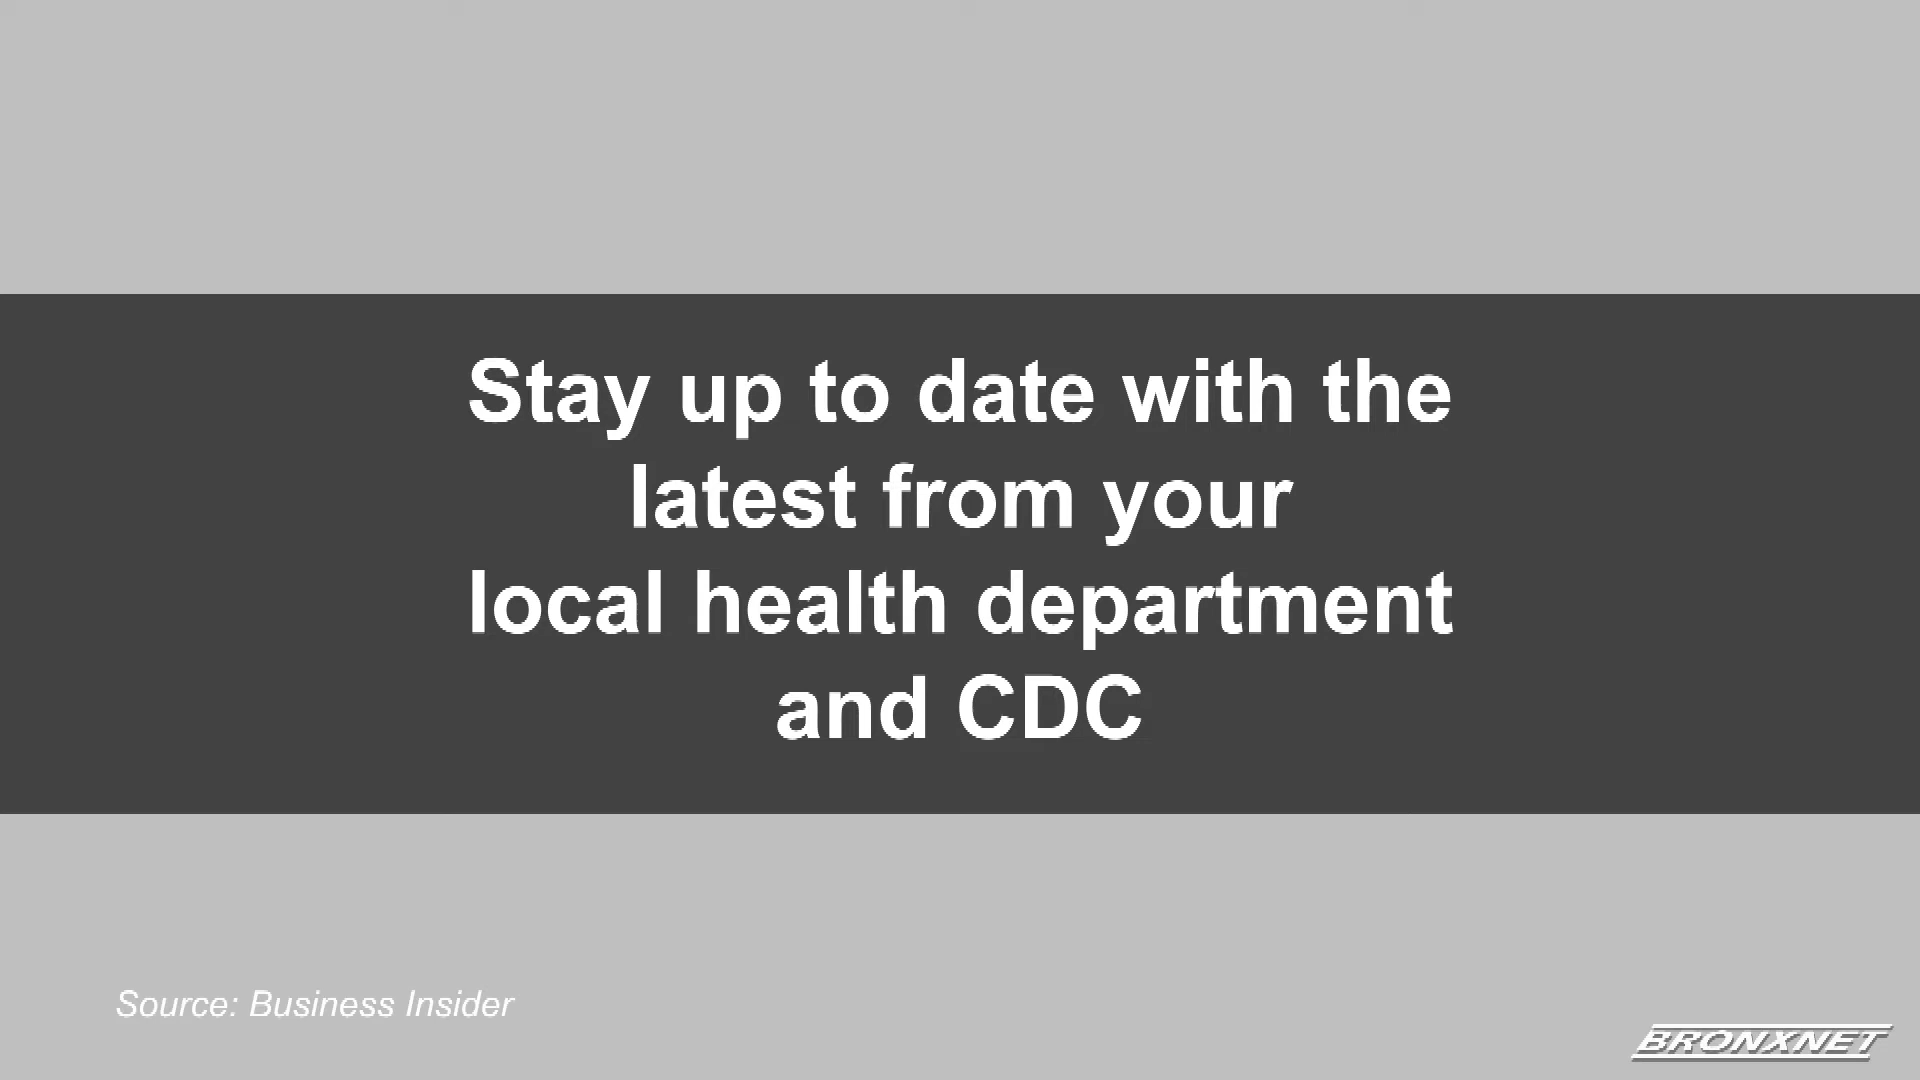 Stay up to date with the
latest from your
local health department
and CDC
Source: Business Insider
BRONXNET